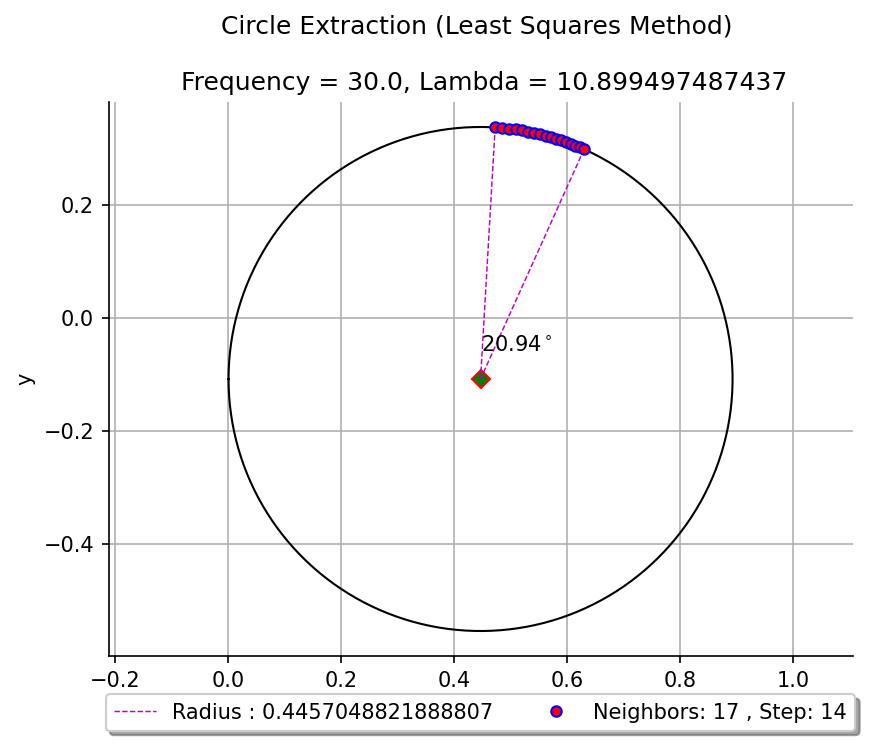 Circle Extraction (Least Squares Method)
Frequency = 30.0, Lambda = 10.899497487437
0.2
0.0
−0.2
−0.4
y
20.94°
−0.2 0.0 0.2 0.4 0.6 0.8 1.0
Radius : 0.4457048821888807 Neighbors: 17 , Step: 14